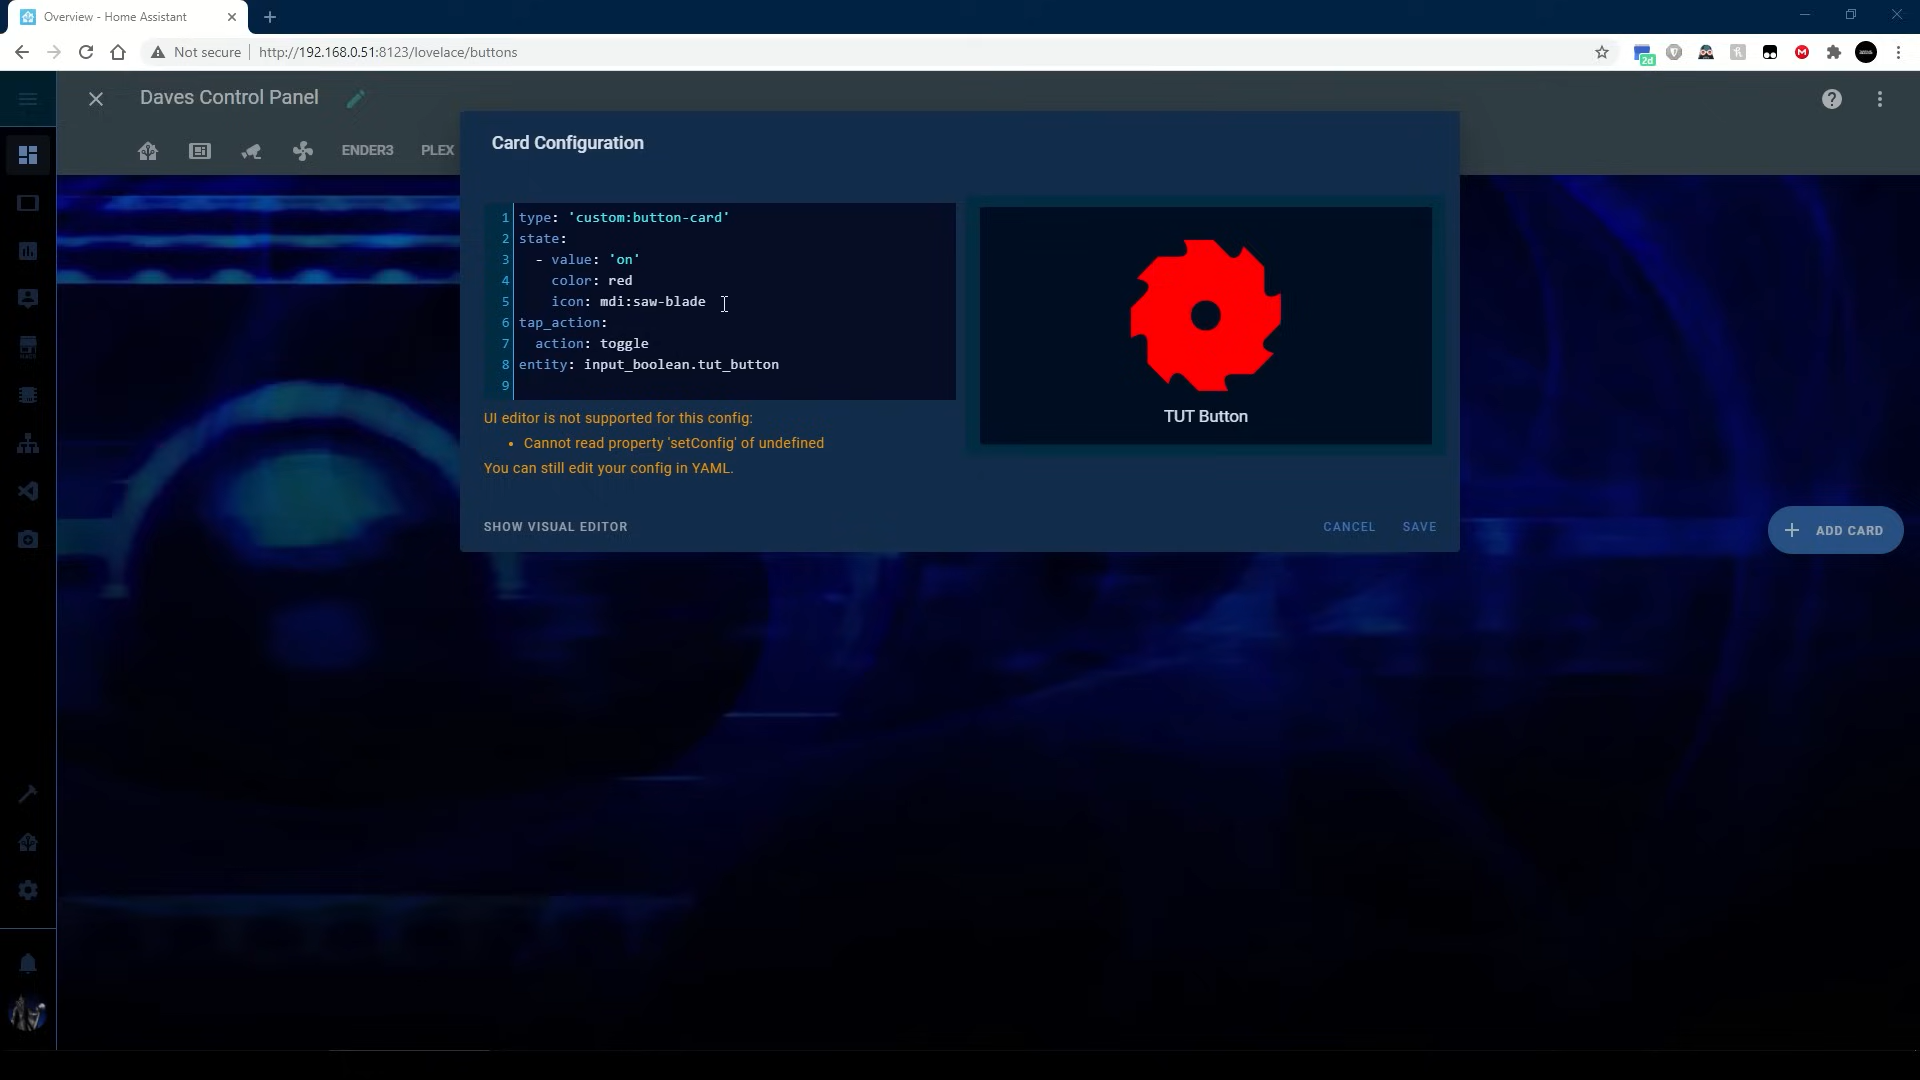 Overview - Home Assistant
Not secure
http://192.168.0.51:8123/lovelace/buttons
2d
Daves Control Panel
ENDER3
PLEX
Card Configuration
1 type: 'custom:button-card'
2 state:
3 - value: 'on'
4 color: red
5 icon: mdi:saw-blade
6 tap_action:
7 action: toggle
8 entity: input_boolean.tut_button
9
TUT Button
UI editor is not supported for this config:
• Cannot read property 'setConfig' of undefined
You can still edit your config in YAML.
SHOW VISUAL EDITOR
CANCEL
SAVE
ADD CARD